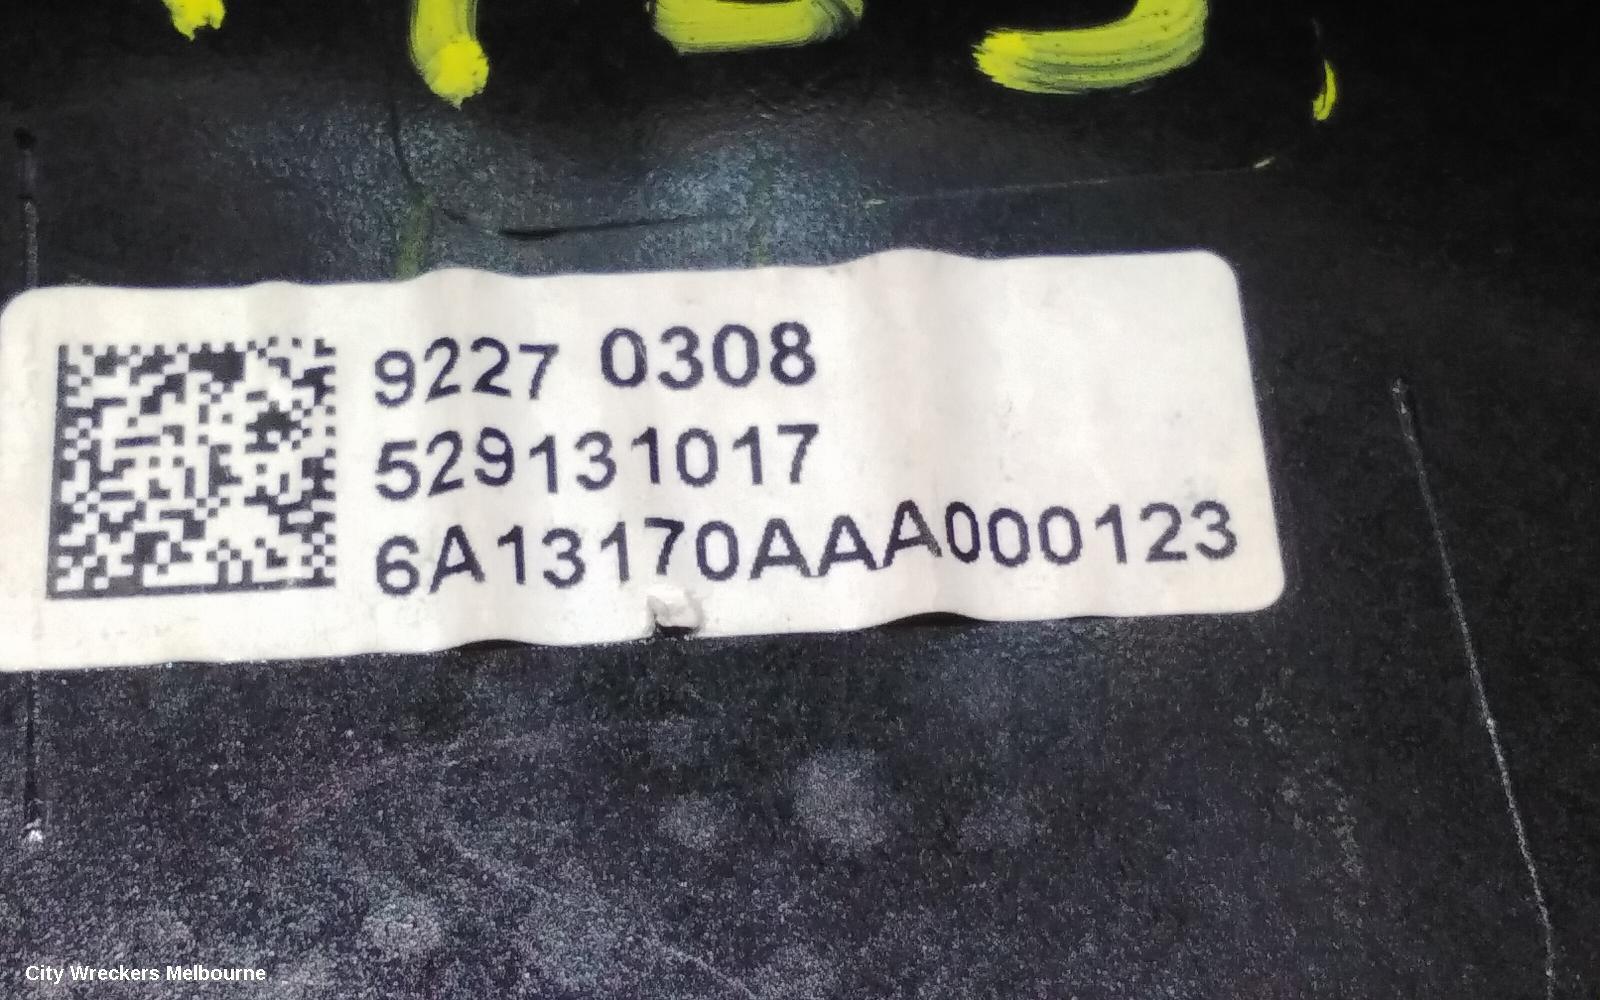 9227 0308
529131017
6A13170AAA000123
City Wreckers Melbourne